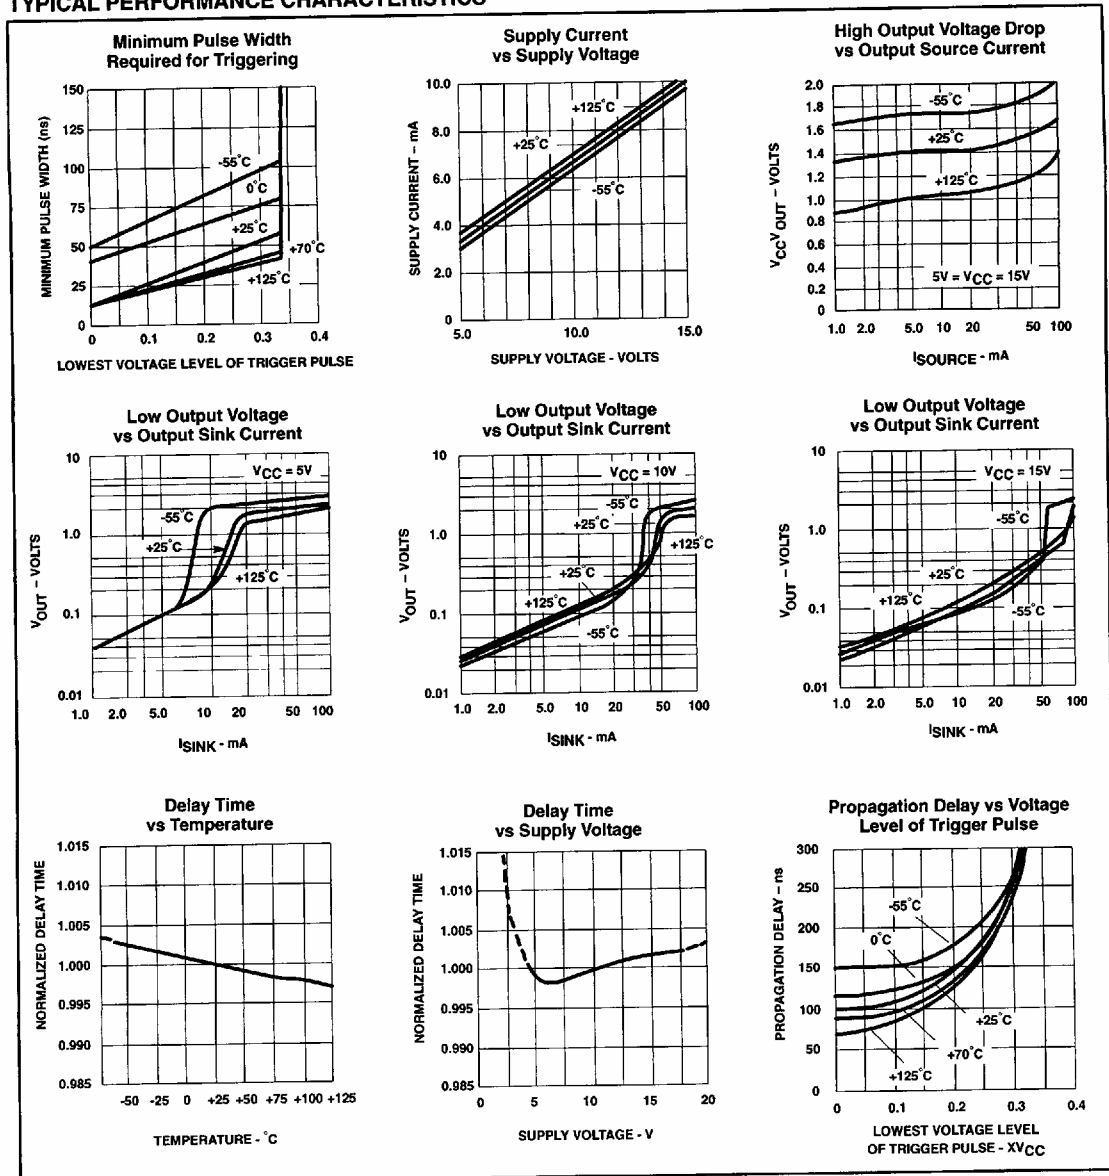 TYPICAL PERFORMANCE CHARACTERISTICS
Minimum Pulse Width
Required for Triggering
MINIMUM PULSE WIDTH (ns)
150
125
100
75
50
25
0
-55°C
0°C
+25°C
+70°C
+125°C
0 0.1 0.2 0.3 0.4
LOWEST VOLTAGE LEVEL OF TRIGGER PULSE
Supply Current
vs Supply Voltage
SUPPLY CURRENT – mA
10.0
8.0
6.0
4.0
2.0
0
+125°C
+25°C
-55°C
5.0 10.0 15.0
SUPPLY VOLTAGE - VOLTS
High Output Voltage Drop
vs Output Source Current
VCCVOUT – VOLTS
2.0
1.8
1.6
1.4
1.2
1.0
0.8
0.6
0.4
0.2
0
-55°C
+25°C
+125°C
5V = VCC = 15V
1.0 2.0 5.0 10 20 50 100
ISOURCE - mA
Low Output Voltage
vs Output Sink Current
VOUT – VOLTS
10
1.0
0.1
0.01
VCC = 5V
-55°C
+25°C
+125°C
1.0 2.0 5.0 10 20 50 100
ISINK - mA
Low Output Voltage
vs Output Sink Current
VOUT – VOLTS
10
1.0
0.1
0.01
VCC = 10V
-55°C
+25°C
+125°C
+25°C
+125°C
-55°C
1.0 2.0 5.0 10 20 50 100
ISINK - mA
Low Output Voltage
vs Output Sink Current
VOUT – VOLTS
10
1.0
0.1
0.01
VCC = 15V
-55°C
+25°C
+125°C
-55°C
1.0 2.0 5.0 10 20 50 100
ISINK - mA
Delay Time
vs Temperature
NORMALIZED DELAY TIME
1.015
1.010
1.005
1.000
0.995
0.990
0.985
-50 -25 0 +25 +50 +75 +100 +125
TEMPERATURE - °C
Delay Time
vs Supply Voltage
NORMALIZED DELAY TIME
1.015
1.010
1.005
1.000
0.995
0.990
0.985
0 5 10 15 20
SUPPLY VOLTAGE - V
Propagation Delay vs Voltage
Level of Trigger Pulse
PROPAGATION DELAY – ns
300
250
200
150
100
50
0
-55°C
0°C
+25°C
+70°C
+125°C
0 0.1 0.2 0.3 0.4
LOWEST VOLTAGE LEVEL
OF TRIGGER PULSE - XVCC